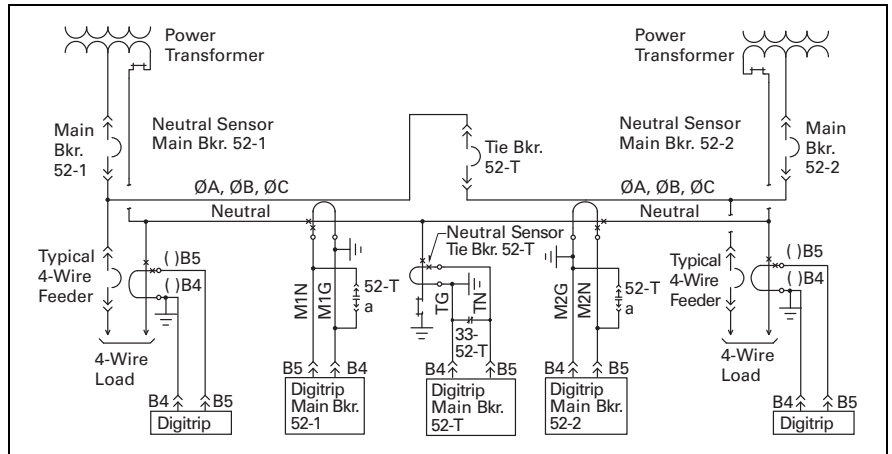 Power
Transformer
Power
Transformer
Main
Bkr.
52-1
Neutral Sensor
Main Bkr. 52-1
Tie Bkr.
52-T
Neutral Sensor
Main Bkr. 52-2
Main
Bkr.
52-2
ØA, ØB, ØC
ØA, ØB, ØC
Neutral
Neutral
Typical
4-Wire
Feeder
( )B5
( )B4
Neutral Sensor
Tie Bkr. 52-T
Typical
4-Wire
Feeder
( )B5
( )B4
M1N
M1G
52-T
a
TG
TN
33-
52-T
M2G
M2N
52-T
a
4-Wire
Load
4-Wire
Load
B5
B4
B4
B5
B4
B5
B4
B5
B4
B5
Digitrip
Digitrip
Main Bkr.
52-1
Digitrip
Main Bkr.
52-T
Digitrip
Main Bkr.
52-2
Digitrip